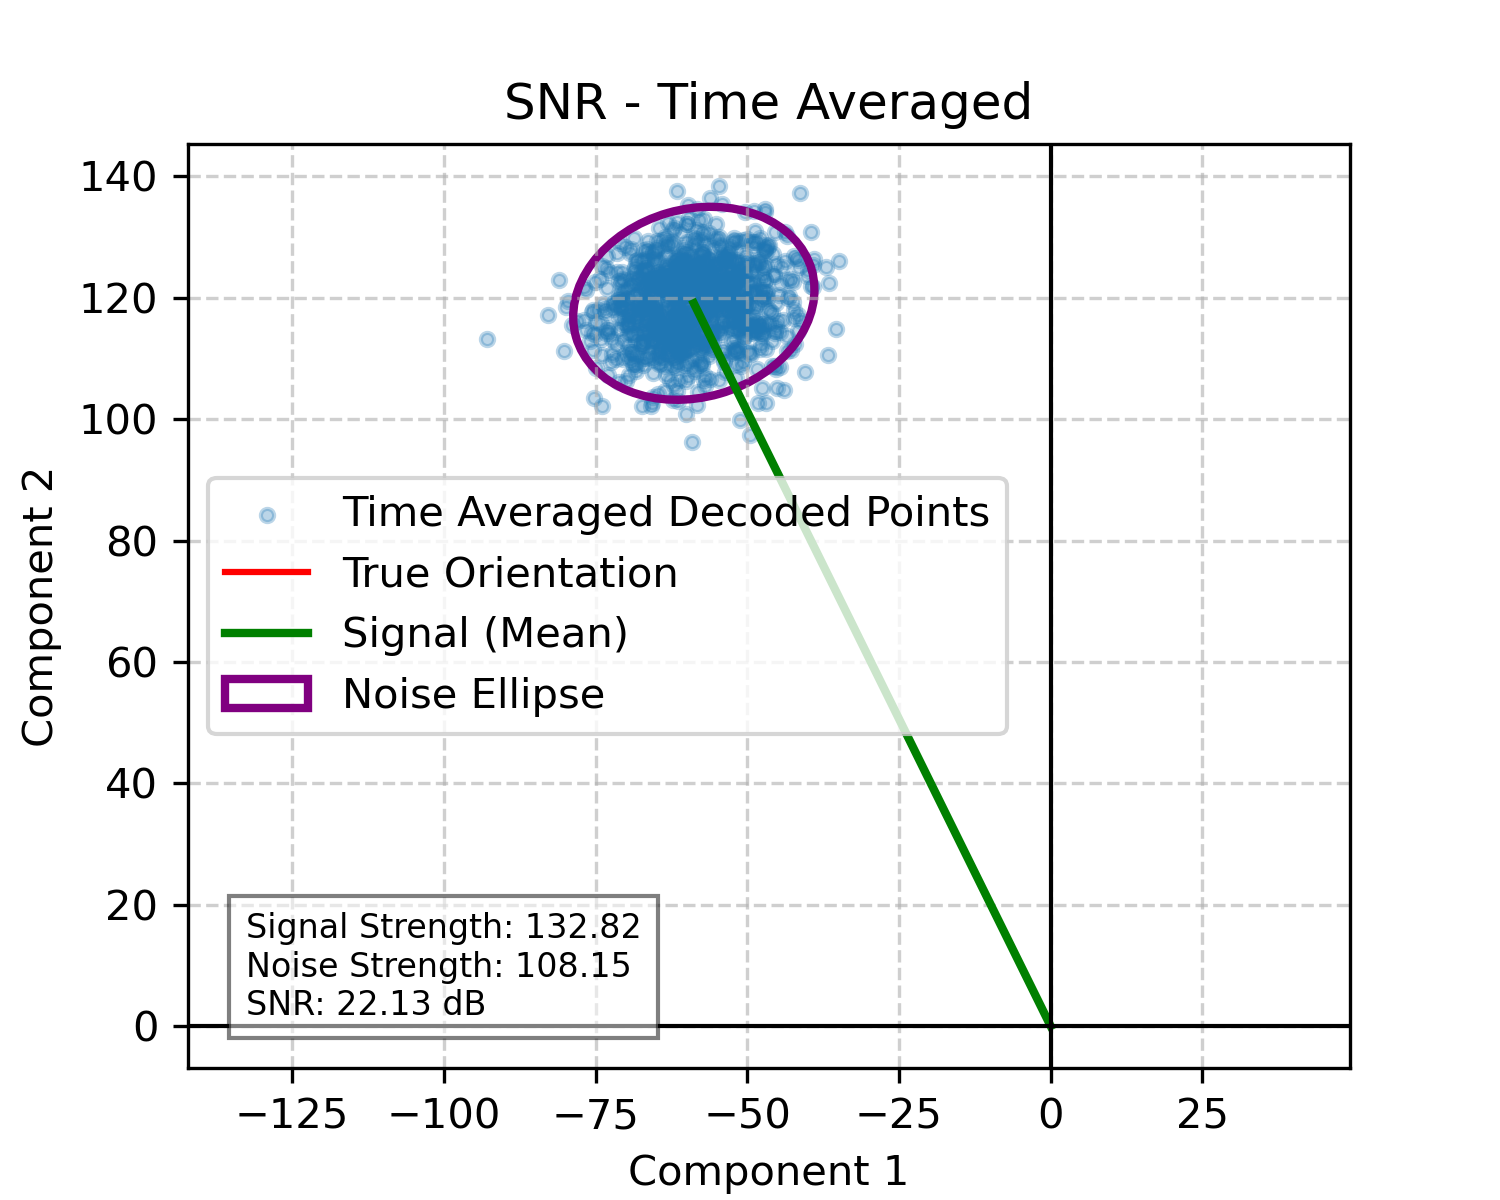 SNR - Time Averaged
140
120
100
80
60
40
20
0
Component 2
Time Averaged Decoded Points
True Orientation
Signal (Mean)
Noise Ellipse
Signal Strength: 132.82
Noise Strength: 108.15
SNR: 22.13 dB
−125 −100 −75 −50 −25 0 25
Component 1